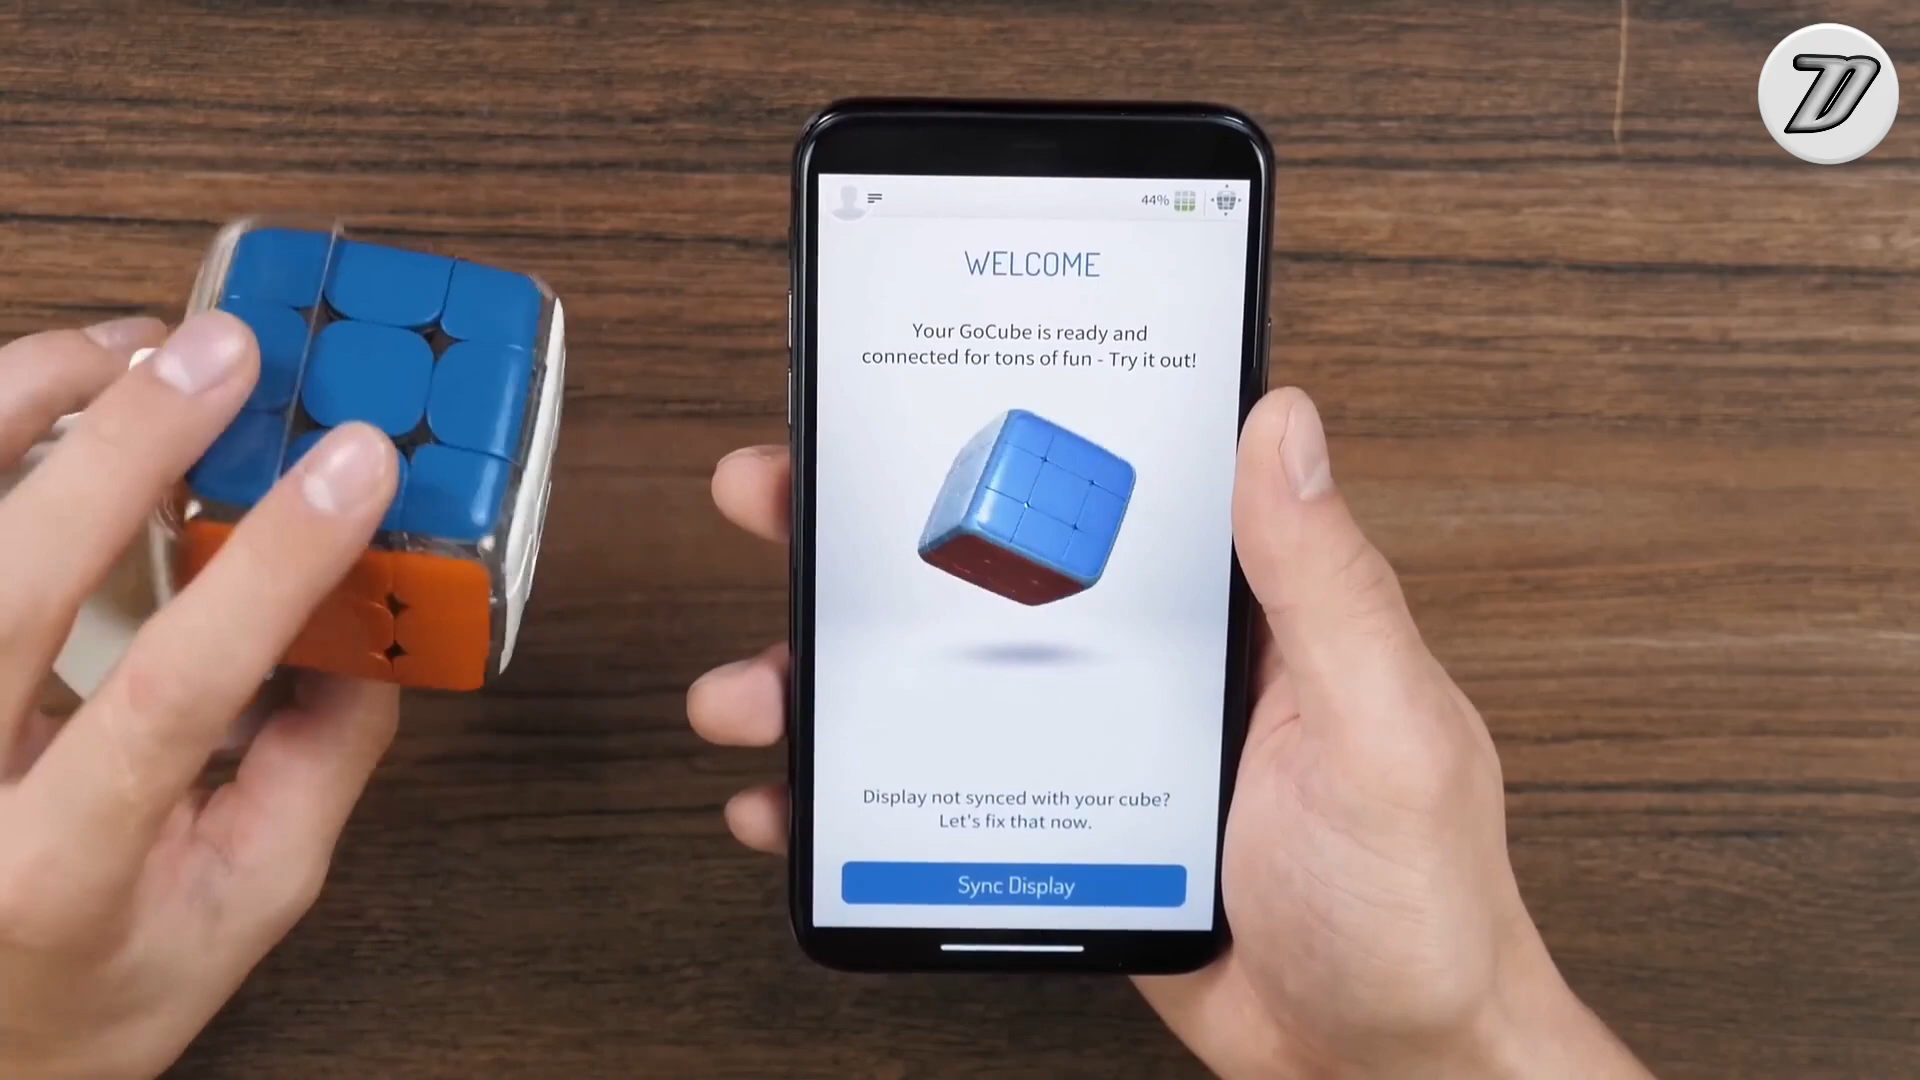 44%
WELCOME
Your GoCube is ready and
connected for tons of fun - Try it out!
Display not synced with your cube?
Let's fix that now.
Sync Display